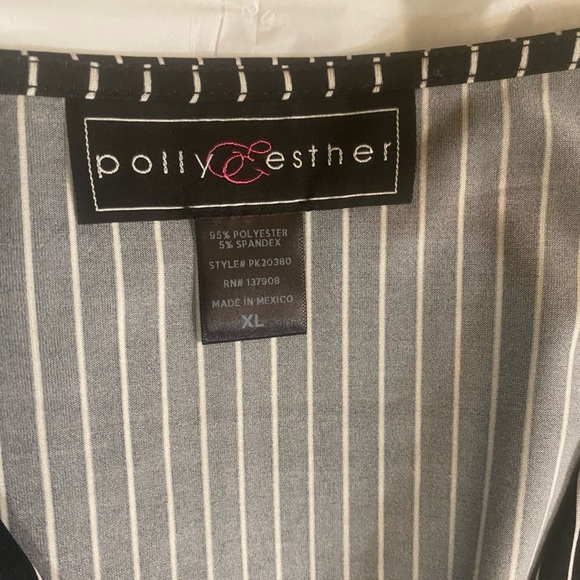 polly & esther
95% POLYESTER
5% SPANDEX
STYLE# PK20380
RN# 137908
MADE IN MEXICO
XL